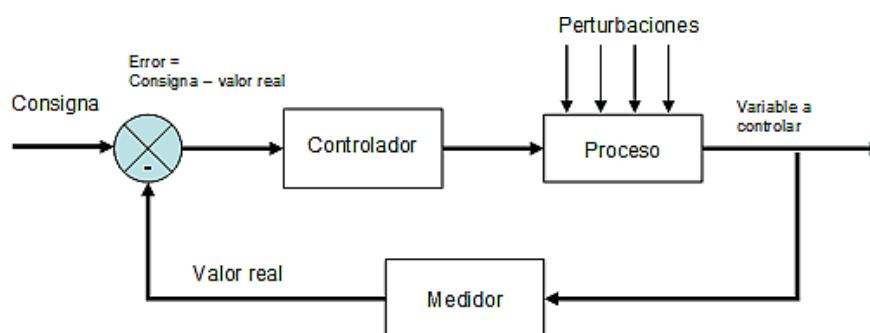 Perturbaciones
Error =
Consigna – valor real
Consigna
Variable a
controlar
Controlador
Proceso
-
Valor real
Medidor